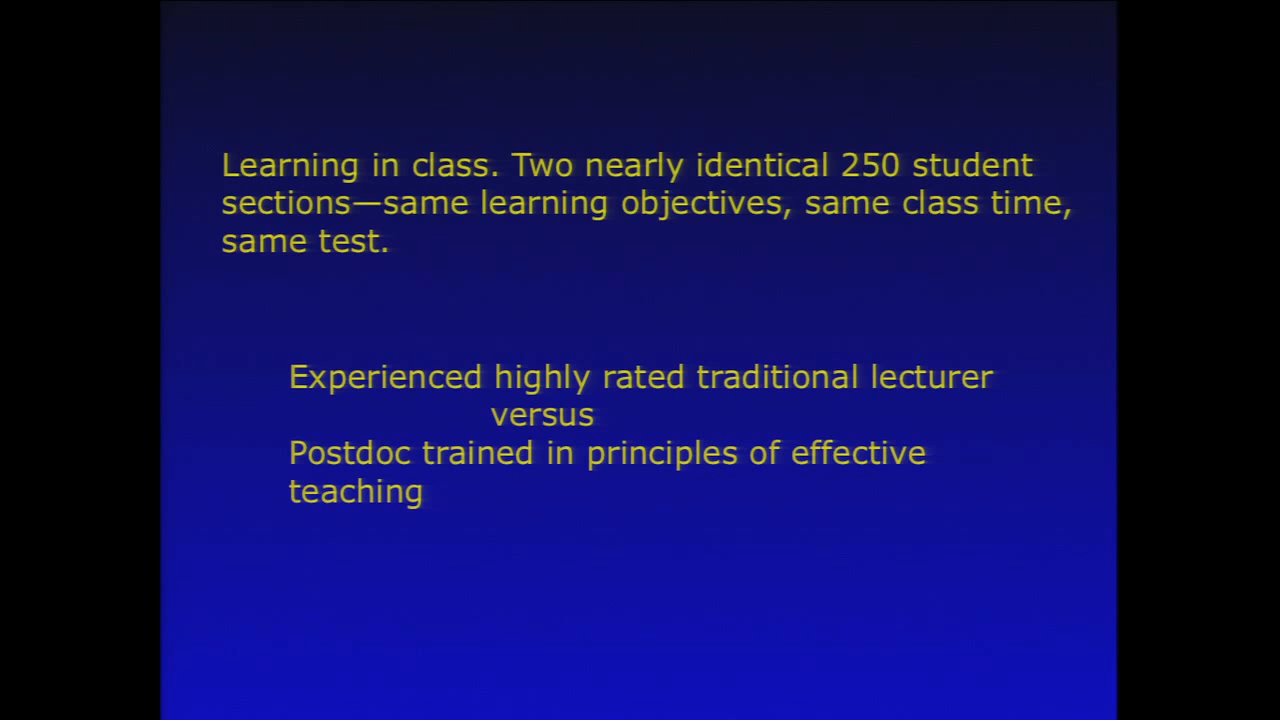 Learning in class. Two nearly identical 250 student
sections—same learning objectives, same class time,
same test.
Experienced highly rated traditional lecturer
versus
Postdoc trained in principles of effective
teaching